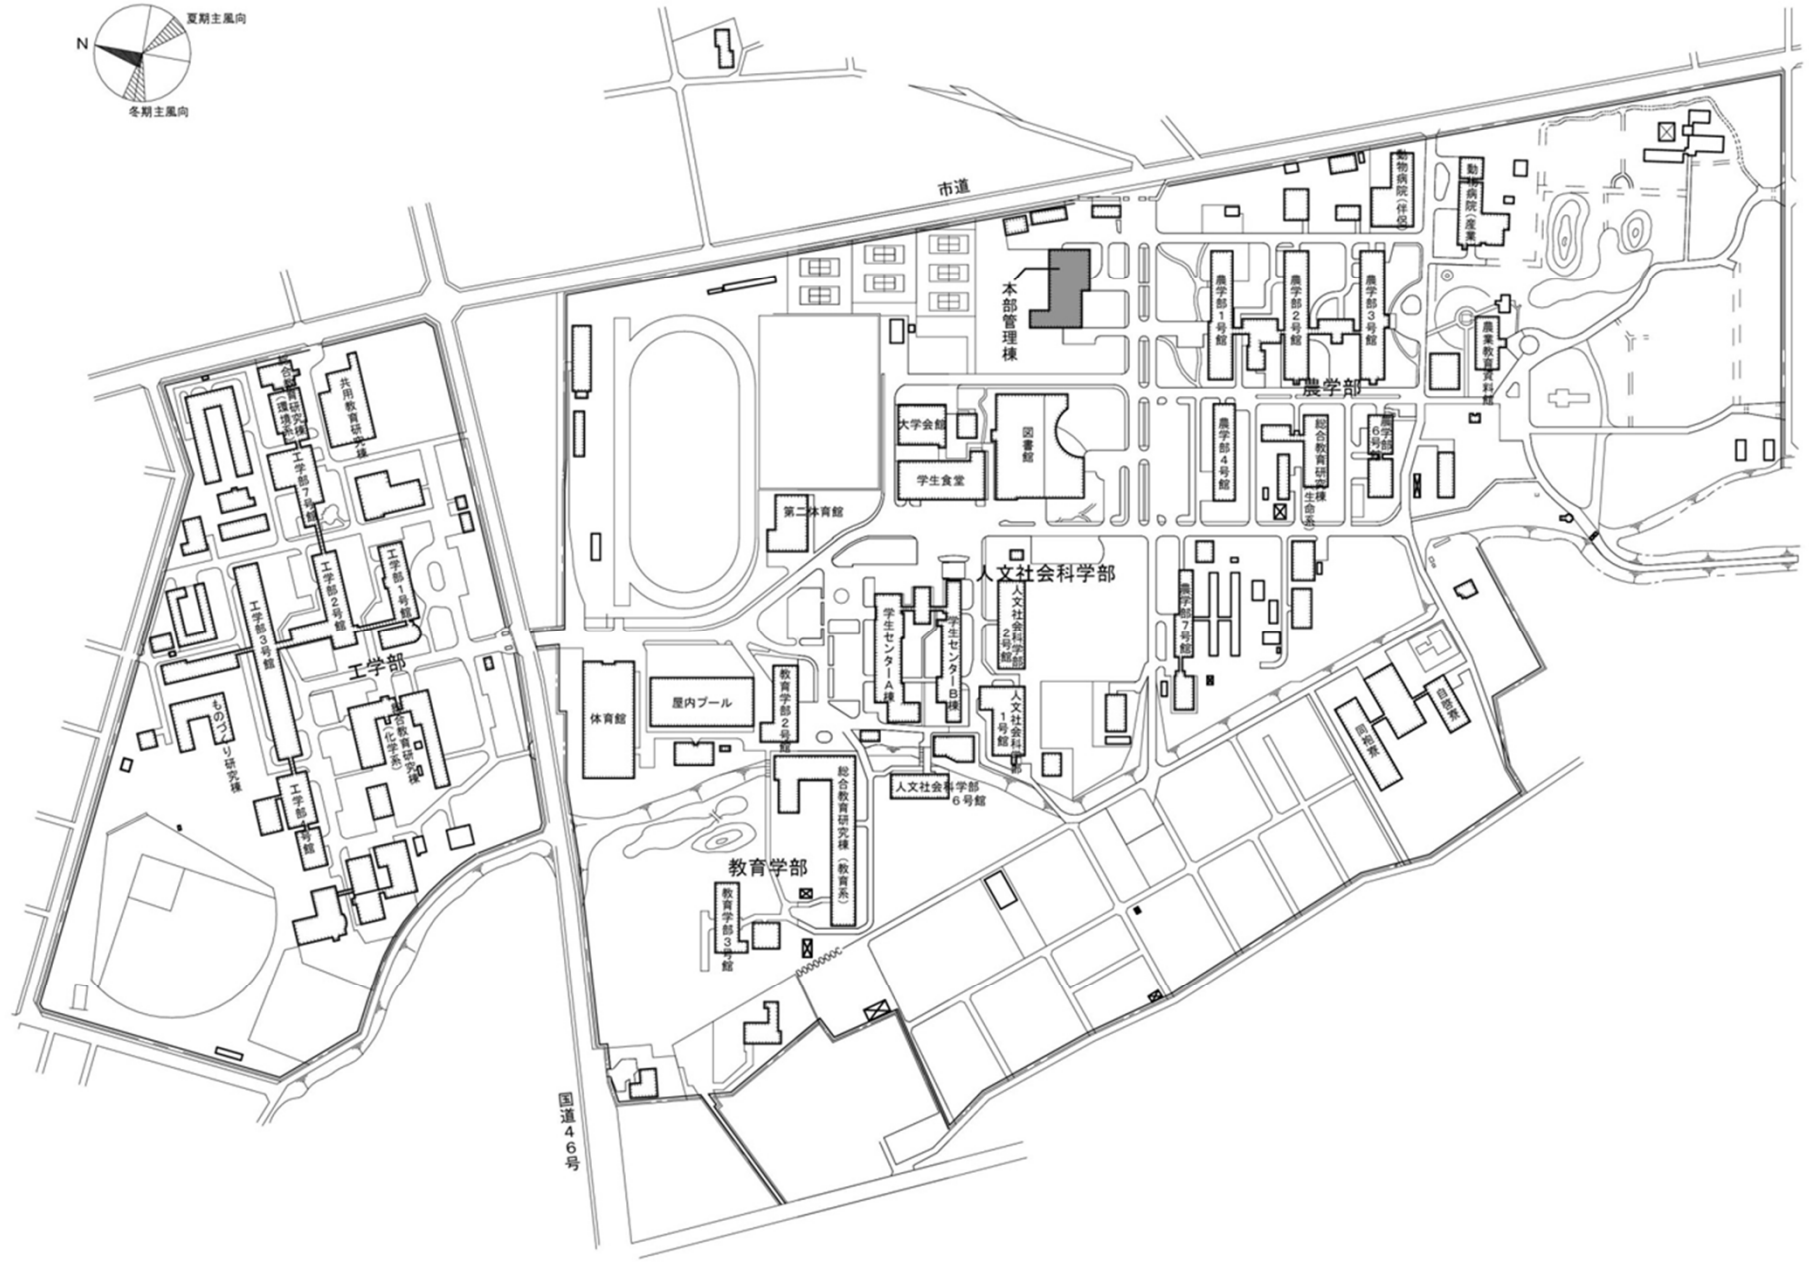 夏期主風向
N
冬期主風向
市道
動物病院(伴侶)
動物病院(産業
本部管理棟
農学部1号館
農学部2号館
農学部3号館
農業教育資料館
農学部
共用教育研究棟
合教育研究棟
(環境系)
工学部7号館
大学会館
図書館
学生食堂
農学部4号館
総合教育研究棟
(生命系)
農学部
6号
第二体育館
人文社会科学部
工学部1号館
工学部2号館
工学部3号館
工学部
学生センターA棟
学生センターB棟
人文社会科学部
2号館
農学部7号館
体育館
屋内プール
教育学部2号館
人文社会科学部
1号館
自啓寮
同袍寮
ものづくり研究棟
総合教育研究棟
(化学系)
工学部4号館
総合教育研究棟(教育系)
人文社会科学部
6号館
教育学部
教育学部3号館
国道46号